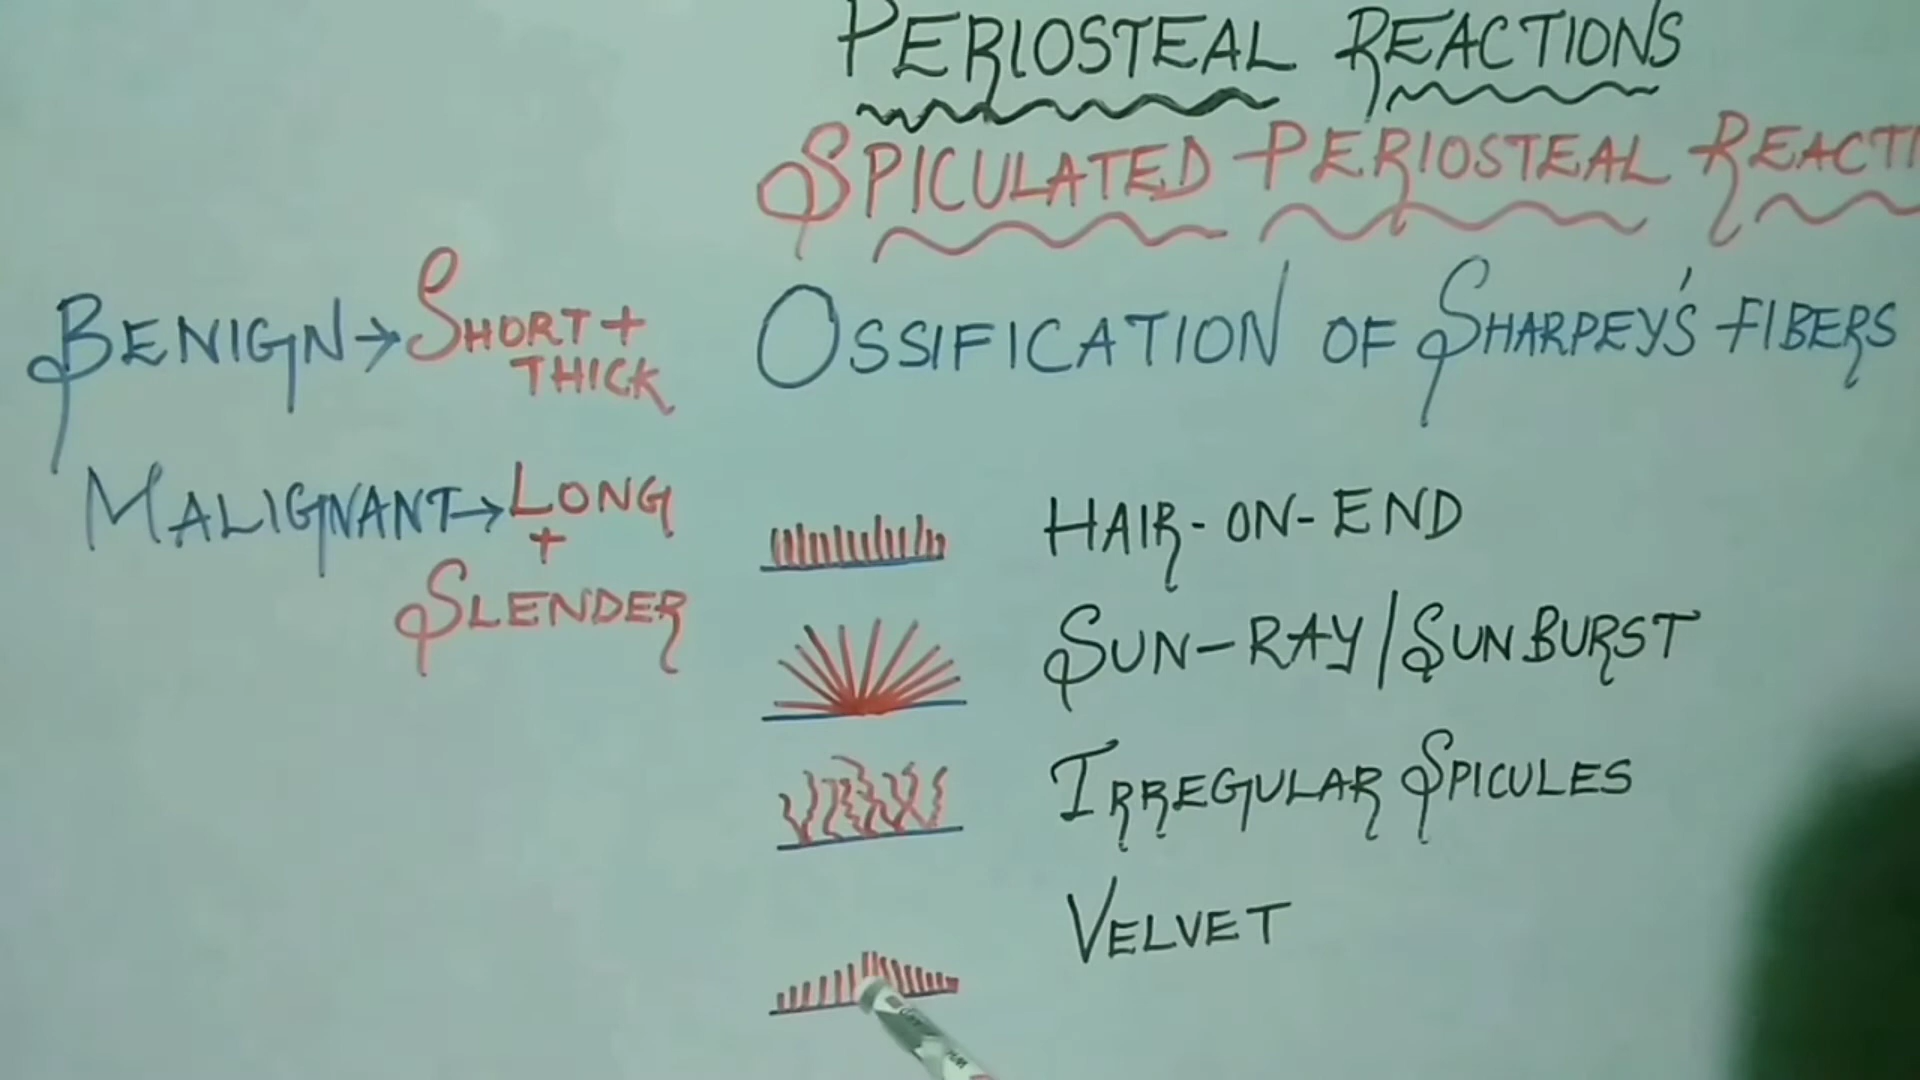 PERIOSTEAL REACTIONS
SPICULATED PERIOSTEAL REACTI
OSSIFICATION OF SHARPEY'S FIBERS
BENIGN → SHORT +
THICK
MALIGNANT → LONG
+
SLENDER
HAIR-ON-END
SUN-RAY/SUNBURST
IRREGULAR SPICULES
VELVET